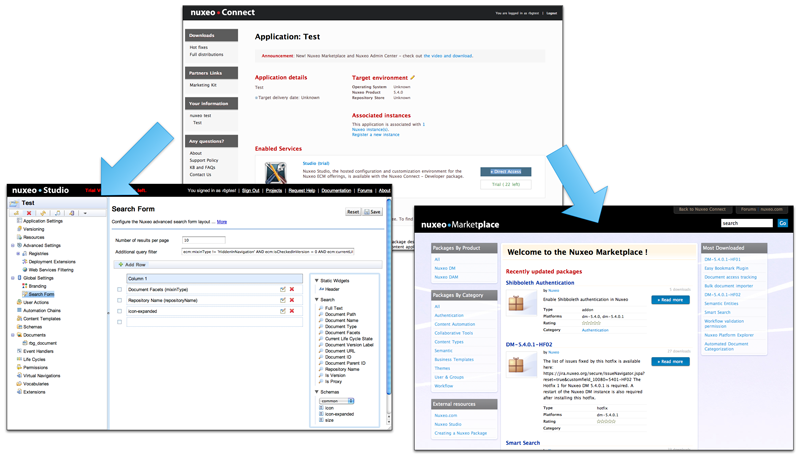 nuxeo Connect
You are logged in as rbgtest | Logout
Downloads
Hot fixes
Full distributions
Partners Links
Marketing Kit
Your information
nuxeo test
Test
Any questions?
About
Support Policy
KB and FAQs
Contact Us
Application: Test
Announcement: New! Nuxeo Marketplace and Nuxeo Admin Center - check out the video and download.
Application details
Test
Target delivery date Unknown
Target environment
Operating System Unknown
Nuxeo Product 5.4.0
Repository Store Unknown
Associated instances
This application is associated with 1
Nuxeo instance(s).
Register a new instance
Enabled Services
Studio (trial)
Studio, the hosted configuration and customization environment for the
Nuxeo ECM offerings, is available with the Nuxeo Connect - Developer package.
Direct Access
Trial ( 22 left)
nuxeo Studio
You signed in as rbgtest | Sign Out | Projects | Request Help | Documentation | Forums | About
Test
Application Settings
Versioning
Resources
Advanced Settings
Registries
Deployment Extensions
Web Services Filtering
Global Settings
Branding
Search Form
User Actions
Automation Chains
Content Templates
Schemas
Documents
rbg_document
Event Handlers
Life Cycles
Permissions
Virtual Navigations
Vocabularies
Extensions
Search Form
Reset
Save
Configure the Nuxeo advanced search form layout ... More
Number of results per page
10
Additional query filter
ecm:mixinType != 'HiddenInNavigation' AND ecm:isCheckedInVersion = 0 AND ecm:current
Add Row
Column 1
Document Facets (mixinType)
Repository Name (repositoryName)
icon-expanded
Static Widgets
Header
Search
Full Text
Document Path
Document Name
Document Type
Document Facets
Current Life Cycle State
Document Version Label
Document URL
Document ID
Document Parent ID
Repository Name
Is Version
Is Proxy
Schemas
common
icon
icon-expanded
size
Back to Nuxeo Connect
Forums
nuxeo.com
nuxeo Marketplace
search
Go
Packages By Product
All
Nuxeo DM
Nuxeo DAM
Packages By Category
All
Authentication
Content Automation
Collaborative Tools
Content Types
Semantic
Business Templates
Themes
User & Groups
Workflow
External resources
Nuxeo.com
Nuxeo Studio
Creating a Nuxeo Package
Welcome to the Nuxeo Marketplace !
Recently updated packages
Shibboleth Authentication
by Nuxeo
Enable Shibboleth authentication in Nuxeo
Read more
Type addon
Platforms dm-5.4.0, dm-5.4.0.1
Rating
Category Authentication
DM-5.4.0.1-HF02
by Nuxeo
The list of issues fixed by this hotfix is available
here:
https://jira.nuxeo.org/secure/IssueNavigator.jspa?
reset=true&customfield_10080=5401-HF02 The
Hotfix 1 for Nuxeo DM 5.4.0.1 is required. A
restart of the Nuxeo DM instance is also required
after installing this hotfix.
Read more
Type hotfix
Platforms dm-5.4.0.1
Rating
Category
Smart Search
Most Downloaded
DM-5.4.0.1-HF01
Data Bookmark Plugin
Document access tracking
Bulk document importer
DM-5.4.0.1-HF02
Semantic Entities
Smart Search
Workflow validation
permission
Nuxeo Platform Explorer
Automated Document
Categorization